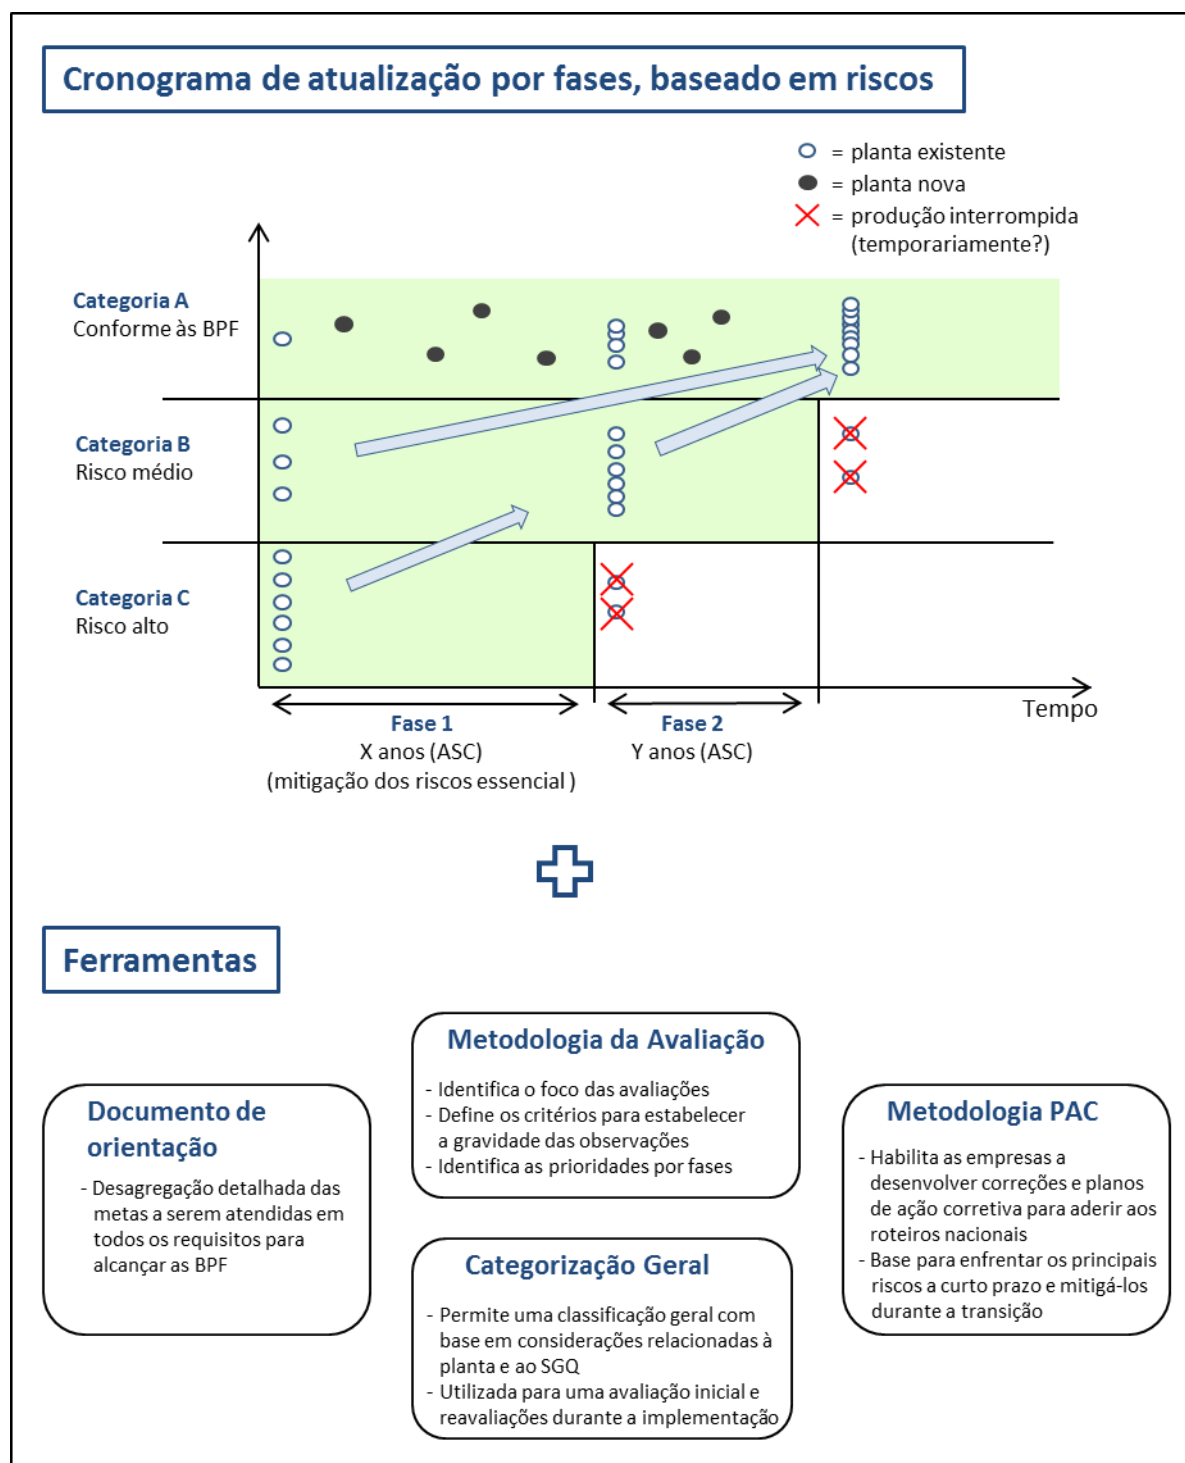 Cronograma de atualização por fases, baseado em riscos
= planta existente
= planta nova
= produção interrompida
(temporariamente?)
Categoria A
Conforme às BPF
Categoria B
Risco médio
Categoria C
Risco alto
Tempo
Fase 1
X anos (ASC)
(mitigação dos riscos essencial )
Fase 2
Y anos (ASC)
Ferramentas
Documento de
orientação
- Desagregação detalhada das
metas a serem atendidas em
todos os requisitos para
alcançar as BPF
Metodologia da Avaliação
- Identifica o foco das avaliações
- Define os critérios para estabelecer
a gravidade das observações
- Identifica as prioridades por fases
Categorização Geral
- Permite uma classificação geral com
base em considerações relacionadas à
planta e ao SGQ
- Utilizada para uma avaliação inicial e
reavaliações durante a implementação
Metodologia PAC
- Habilita as empresas a
desenvolver correções e planos
de ação corretiva para aderir aos
roteiros nacionais
- Base para enfrentar os principais
riscos a curto prazo e mitigá-los
durante a transição